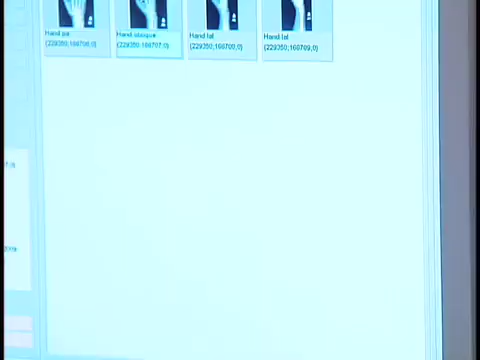 Hand pa
(229350;166706;0)
Hand oblique
(229350;166707;0)
Hand lat
(229350;166709;0)
Hand lat
(229350;166709;0)